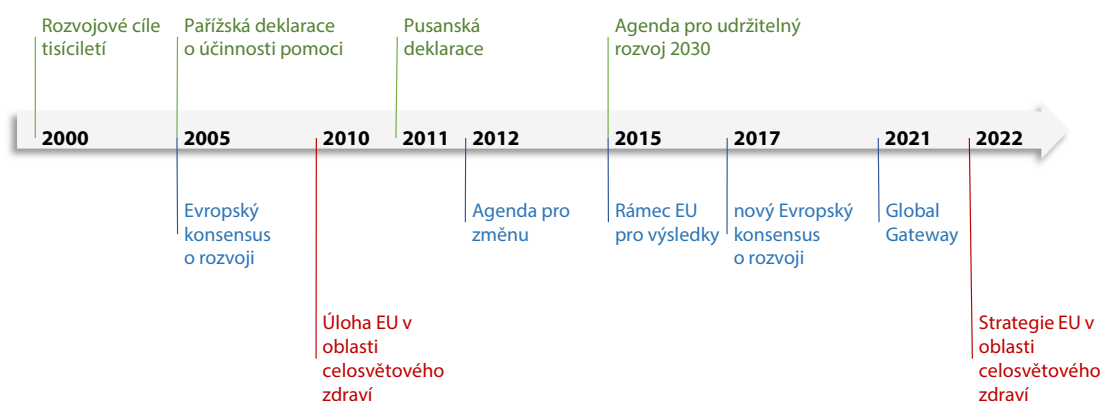 Rozvojové cíle
tisíciletí
Pařížská deklarace
o účinnosti pomoci
Pusanská
deklarace
Agenda pro udržitelný
rozvoj 2030
2000
2005
2010
2011
2012
2015
2017
2021
2022
Evropský
konsensus
o rozvoji
Agenda pro
změnu
Rámec EU
pro výsledky
nový Evropský
konsensus
o rozvoji
Global
Gateway
Úloha EU v
oblasti
celosvětového
zdraví
Strategie EU v
oblasti
celosvětového
zdraví